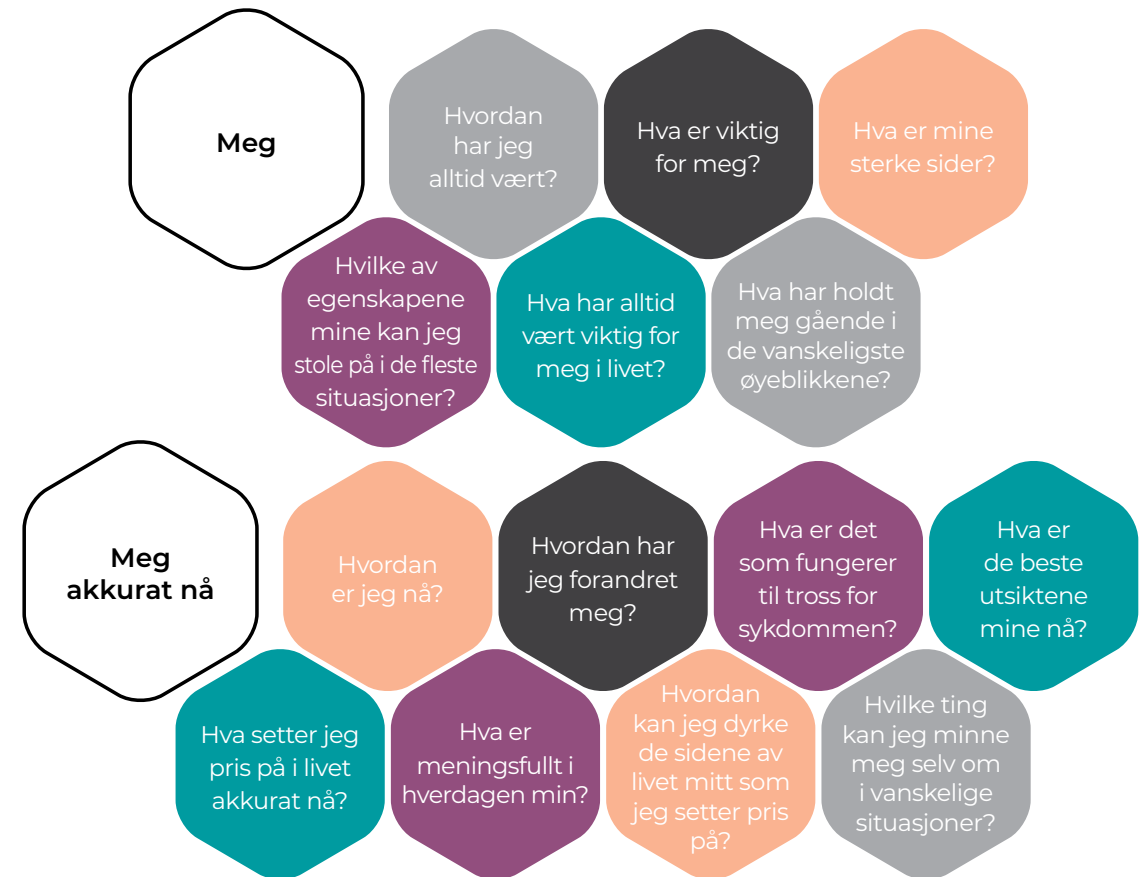 Meg
Hvordan
har jeg
alltid vært?
Hva er viktig
for meg?
Hva er mine
sterke sider?
Hvilke av
egenskapene
mine kan jeg
stole på i de fleste
situasjoner?
Hva har alltid
vært viktig for
meg i livet?
Hva har holdt
meg gående i
de vanskeligste
øyeblikkene?
Meg
akkurat nå
Hvordan
er jeg nå?
Hvordan har
jeg forandret
meg?
Hva er det
som fungerer
til tross for
sykdommen?
Hva er
de beste
utsiktene
mine nå?
Hva setter jeg
pris på i livet
akkurat nå?
Hva er
meningsfullt i
hverdagen min?
Hvordan
kan jeg dyrke
de sidene av
livet mitt som
jeg setter pris
på?
Hvilke ting
kan jeg minne
meg selv om
i vanskelige
situasjoner?